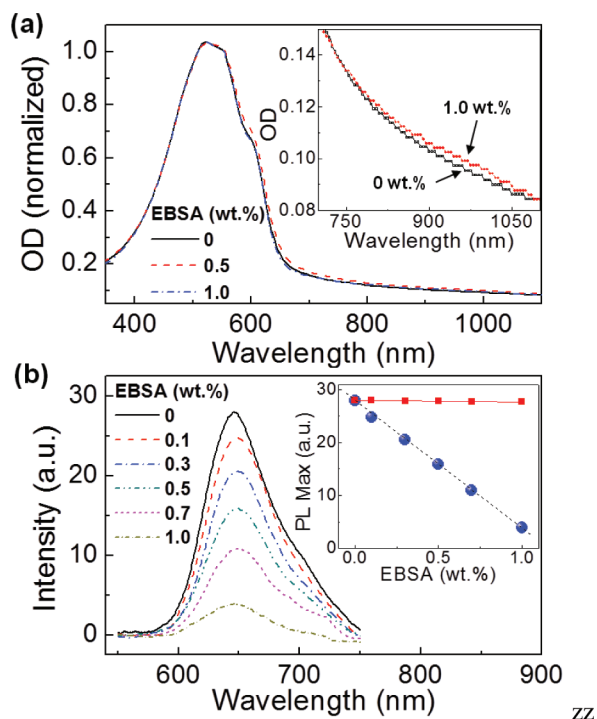 (a)
OD (normalized)
1.0
0.8
0.6
0.4
0.2
EBSA (wt.%)
0
0.5
1.0
400
600
800
1000
Wavelength (nm)
OD
0.14
0.12
0.10
0.08
1.0 wt.%
0 wt.%
750
900
1050
Wavelength (nm)
(b)
Intensity (a.u.)
30
20
10
0
EBSA (wt.%)
0
0.1
0.3
0.5
0.7
1.0
600
700
800
900
Wavelength (nm)
PL Max (a.u.)
30
20
10
0
0.0
0.5
1.0
EBSA (wt.%)
zz